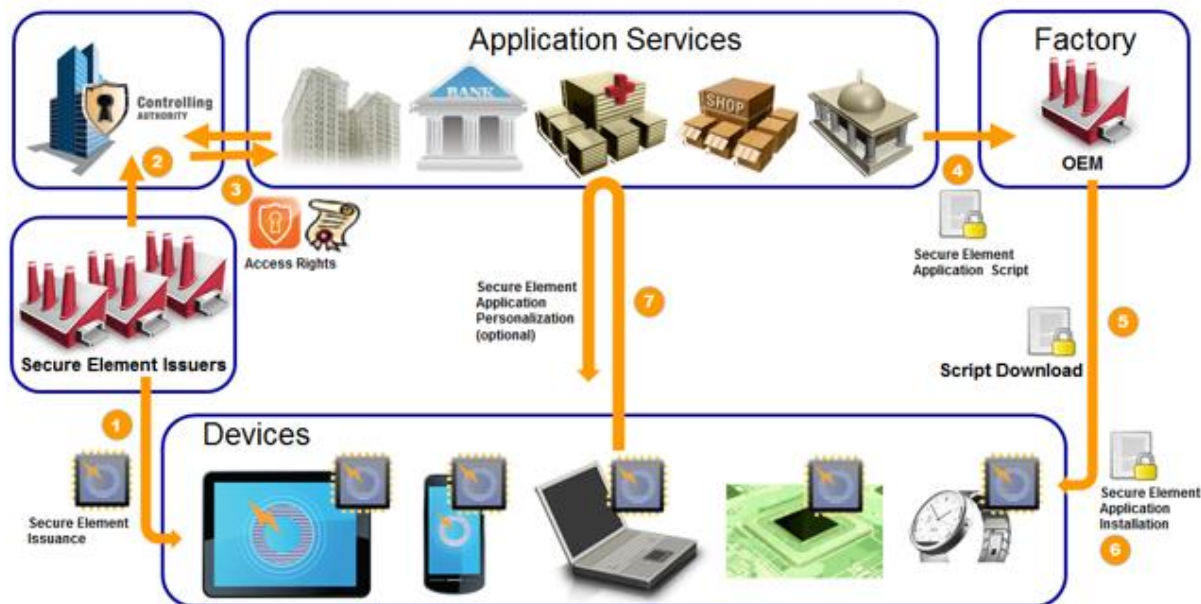 Application Services
Factory
Controlling
AUTHORITY
BANK
SHOP
OEM
2
3
4
Access Rights
Secure Element
Application Script
Secure Element
Application
Personalization
(optional)
7
5
Script Download
Secure Element Issuers
1
Devices
Secure Element
Issuance
Secure Element
Application
Installation
6